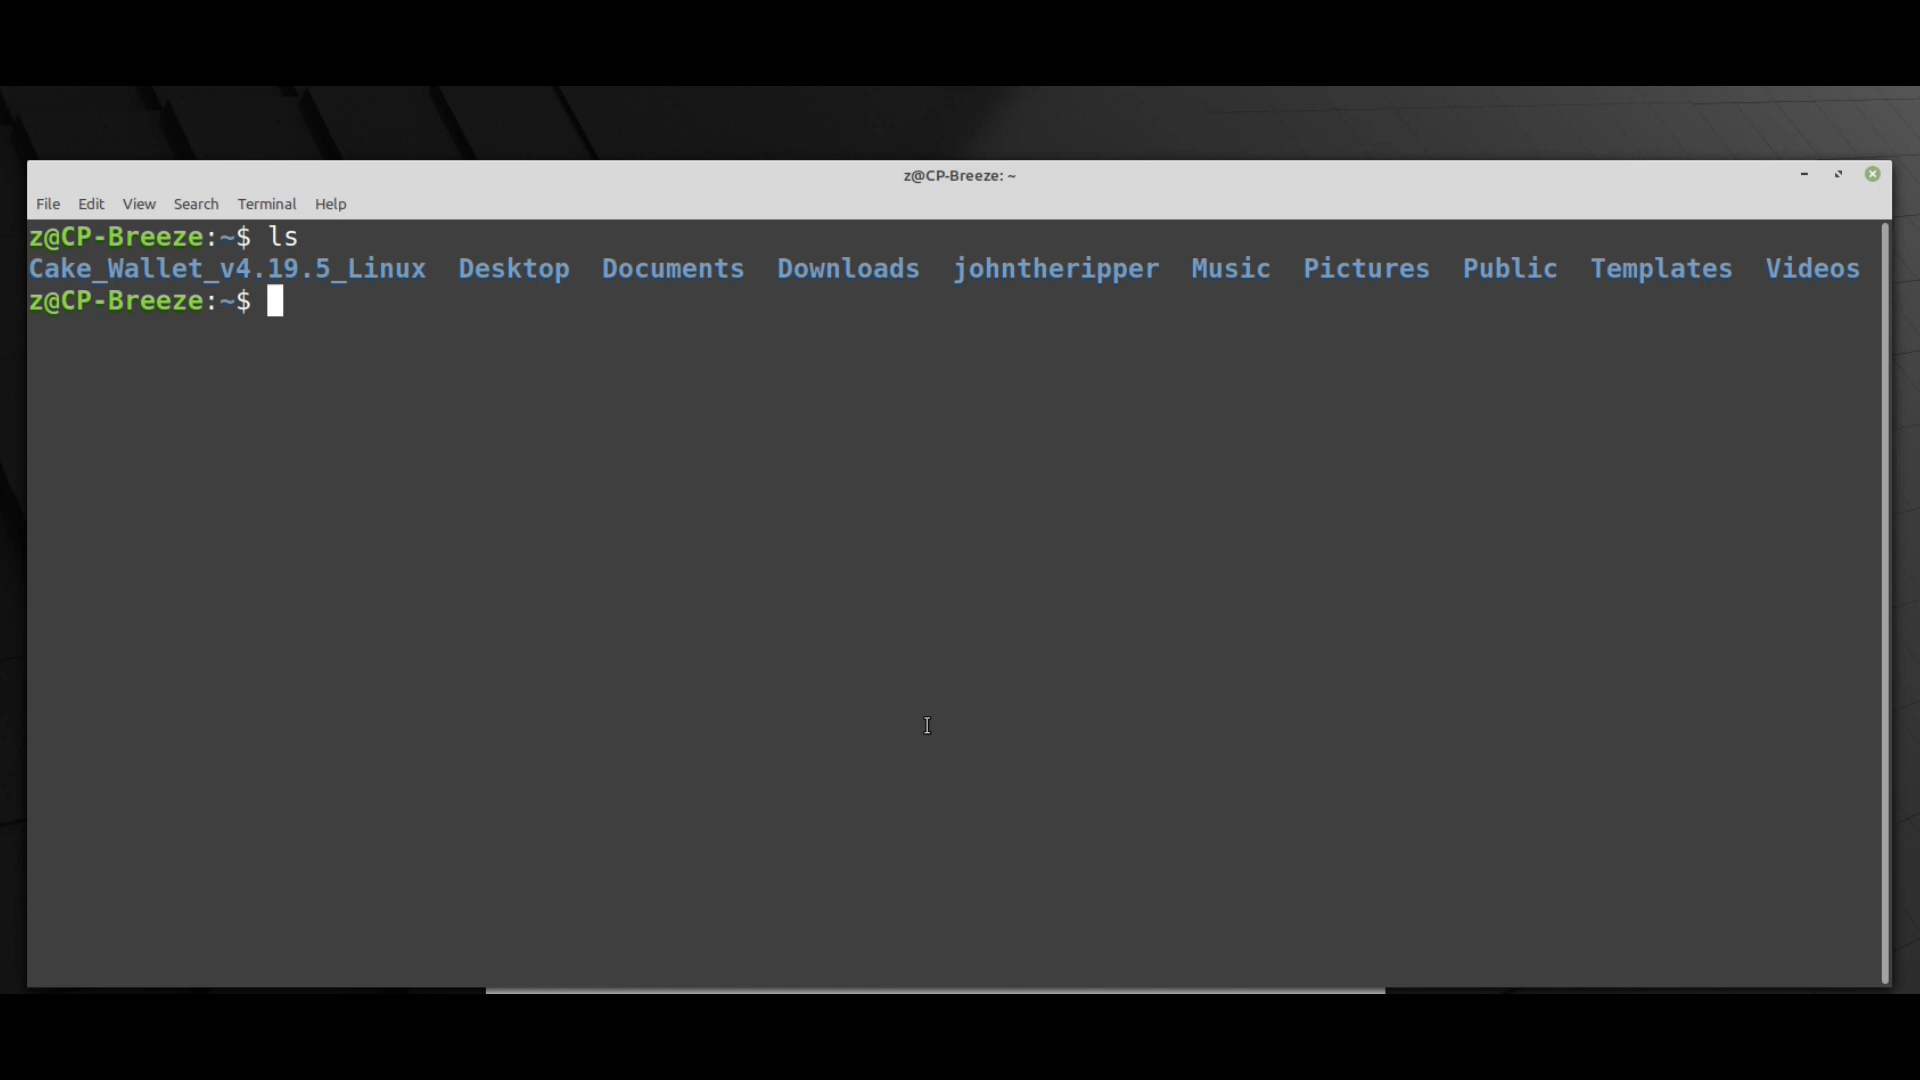 z@CP-Breeze: ~
File Edit View Search Terminal Help
z@CP-Breeze:~$ ls
Cake_Wallet_v4.19.5_Linux Desktop Documents Downloads johntheripper Music Pictures Public Templates Videos
z@CP-Breeze:~$